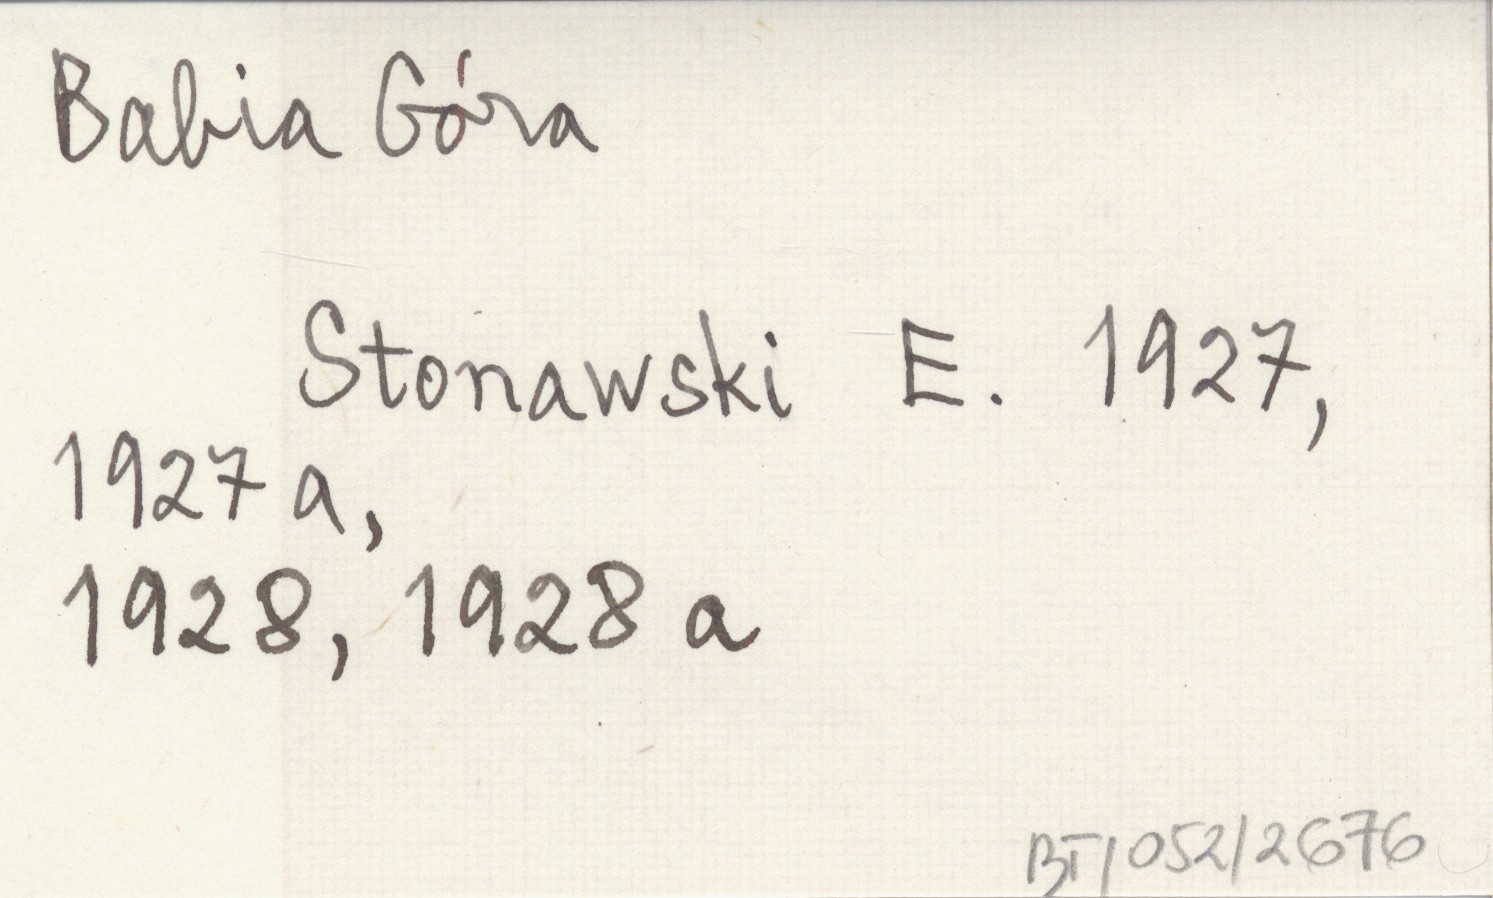 Babia Góra
Stonawski E. 1927,
1927 a,
1928, 1928 a
BT/052/2676